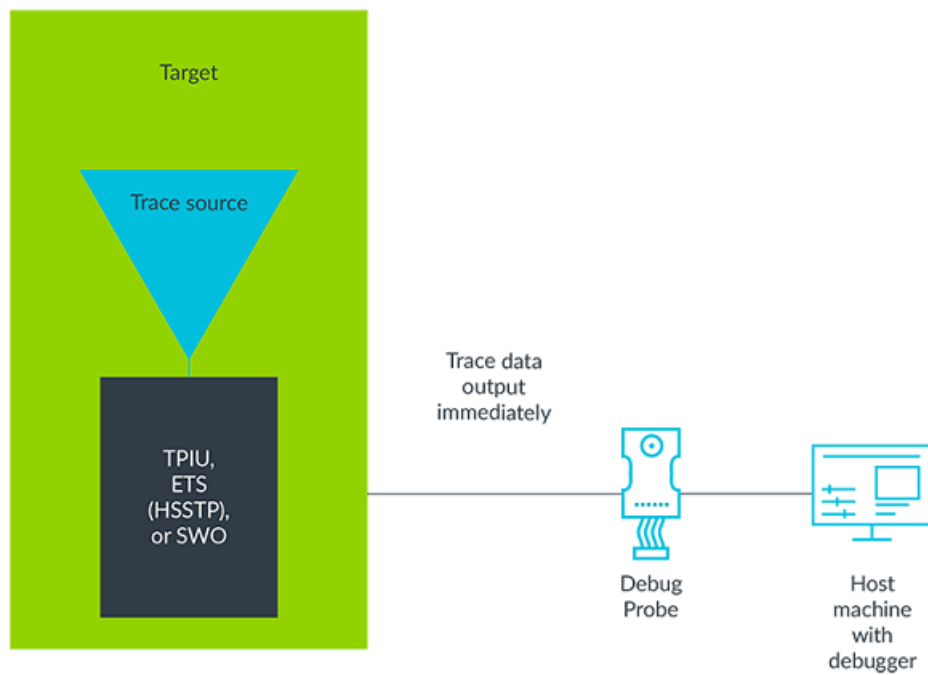 Target
Trace source
TPIU,
ETS
(HSSTP),
or SWO
Trace data
output
immediately
Debug
Probe
Host
machine
with
debugger